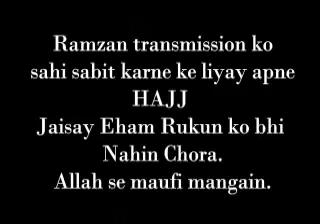 Ramzan transmission ko
sahi sabit karne ke liyay apne
HAJJ
Jaisay Eham Rukun ko bhi
Nahin Chora.
Allah se maufi mangain.